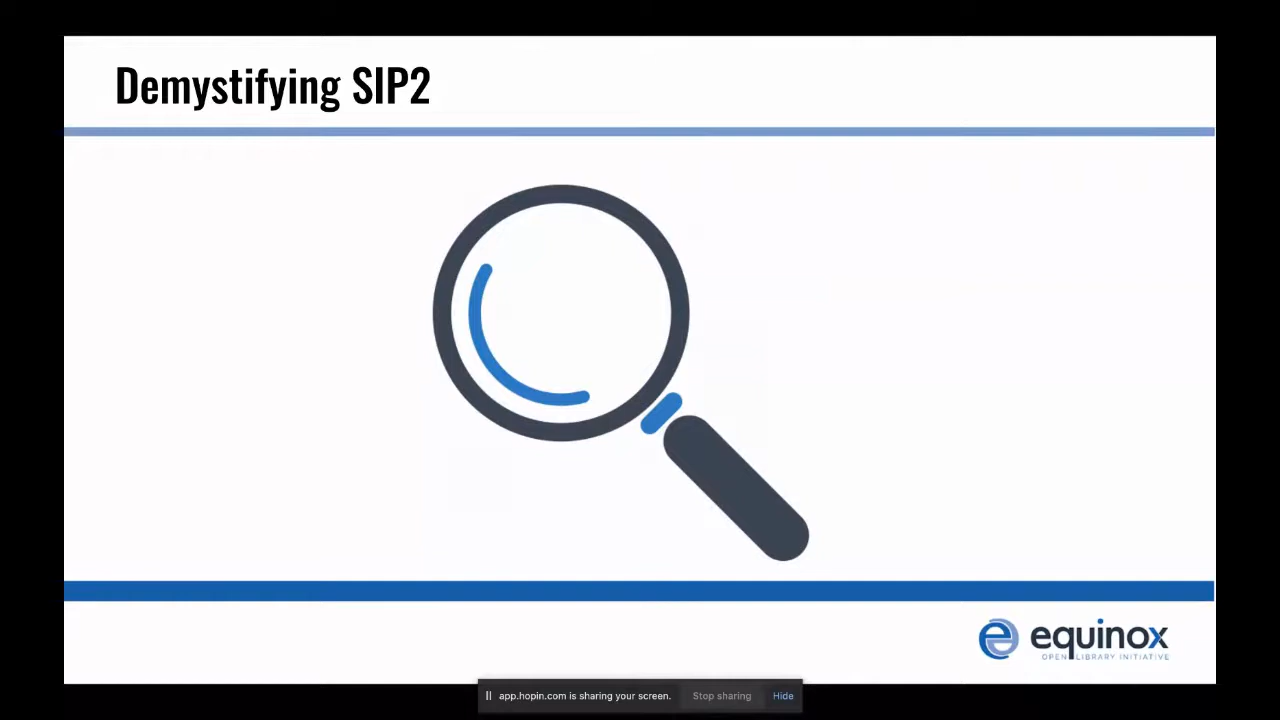 Demystifying SIP2
equinox
OPEN LIBRARY INITIATIVE
app.hopin.com is sharing your screen. Stop sharing Hide